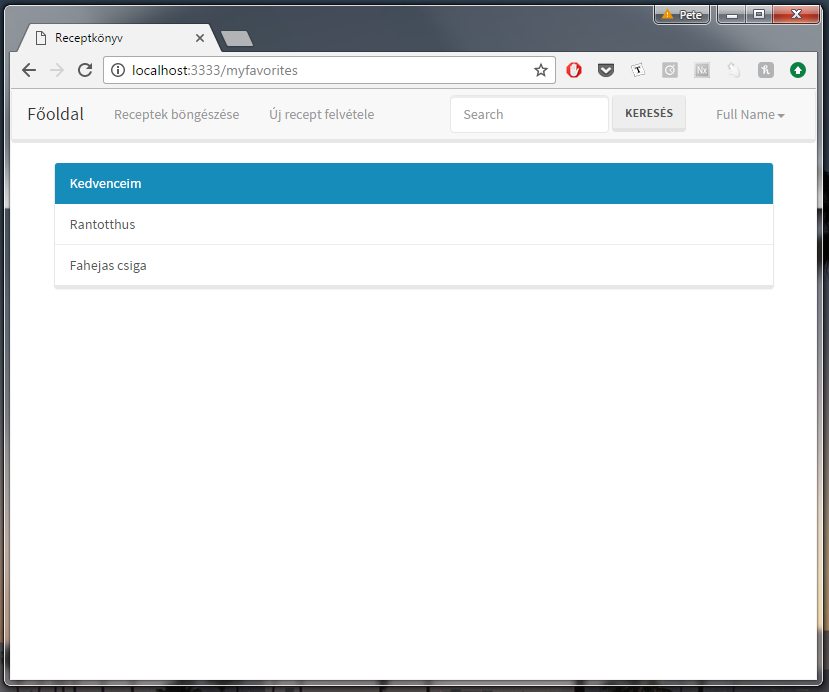 Pete
Receptkönyv
localhost:3333/myfavorites
Főoldal Receptek böngészése Új recept felvétele Search KERESÉS Full Name
Kedvenceim
Rantotthus
Fahejas csiga